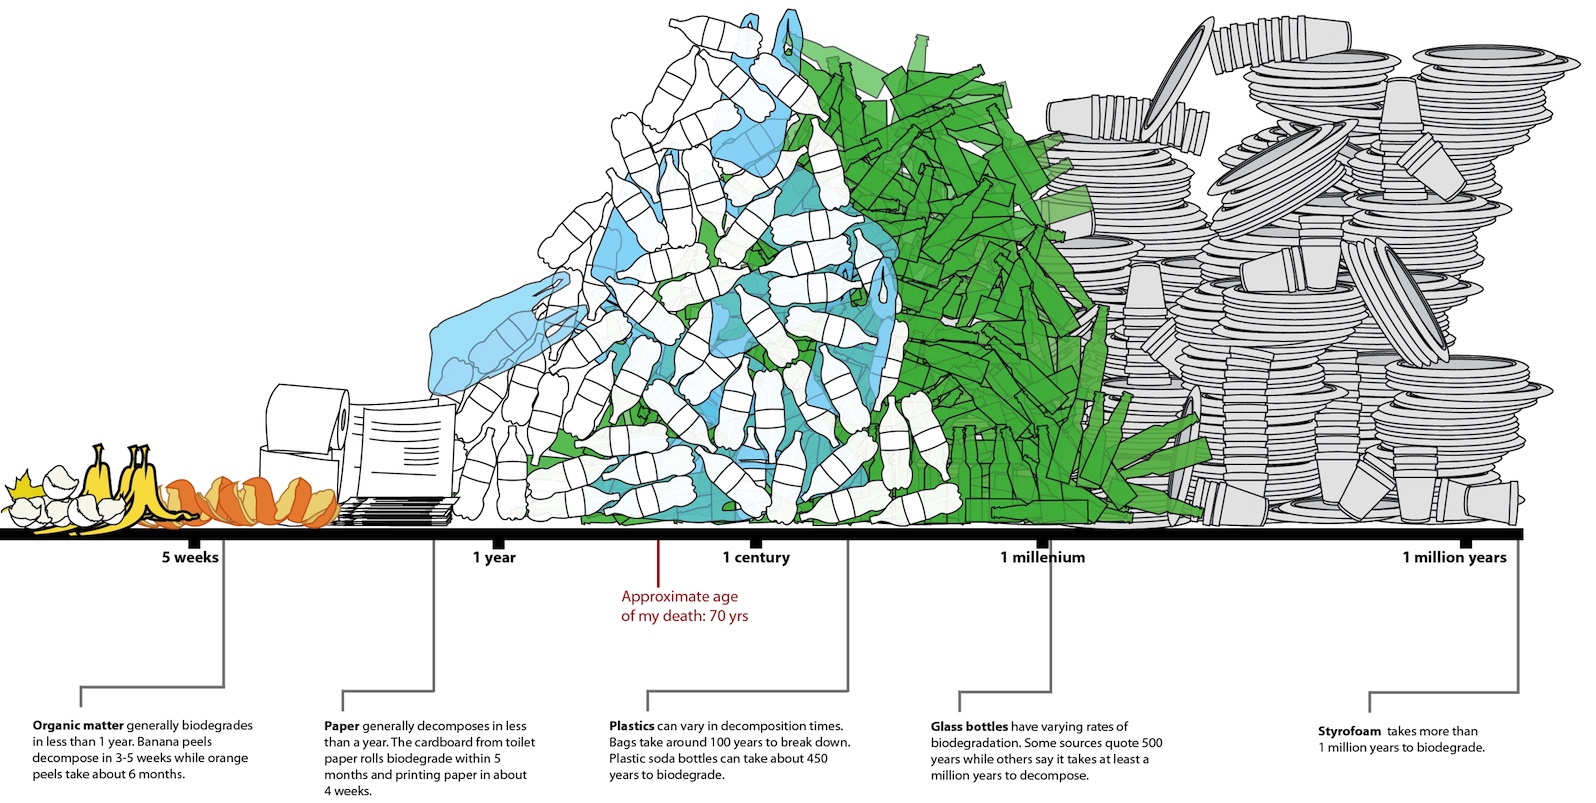 5 weeks
1 year
1 century
1 millenium
1 million years
Approximate age
of my death: 70 yrs
Organic matter generally biodegrades
in less than 1 year. Banana peels
decompose in 3-5 weeks while orange
peels take about 6 months.
Paper generally decomposes in less
than a year. The cardboard from toilet
paper rolls biodegrade within 5
months and printing paper in about
4 weeks.
Plastics can vary in decomposition times.
Bags take around 100 years to break down.
Plastic soda bottles can take about 450
years to biodegrade.
Glass bottles have varying rates of
biodegradation. Some sources quote 500
years while others say it takes at least a
million years to decompose.
Styrofoam takes more than
1 million years to biodegrade.